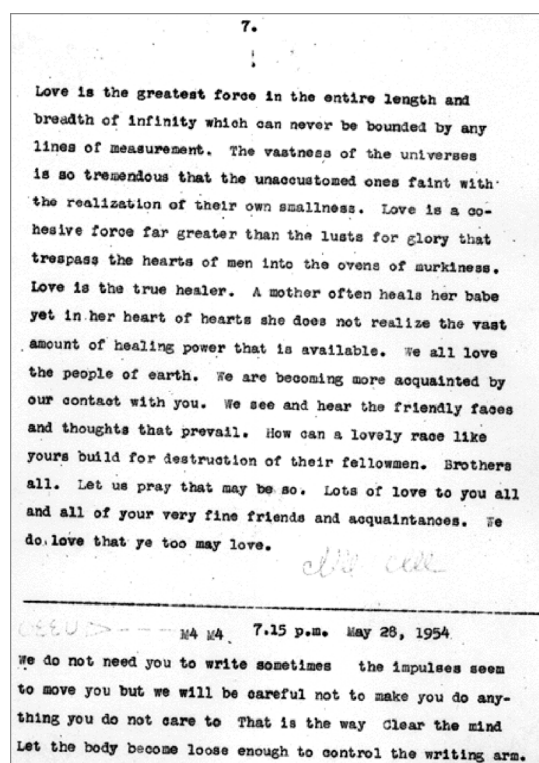 7.
Love is the greatest force in the entire length and
breadth of infinity which can never be bounded by any
lines of measurement. The vastness of the universes
is so tremendous that the unaccustomed ones faint with
the realization of their own smallness. Love is a co-
hesive force far greater than the lusts for glory that
trespass the hearts of men into the ovens of murkiness.
Love is the true healer. A mother often heals her babe
yet in her heart of hearts she does not realize the vast
amount of healing power that is available. We all love
the people of earth. We are becoming more acquainted by
our contact with you. We see and hear the friendly faces
and thoughts that prevail. How can a lovely race like
yours build for destruction of their fellowmen. Brothers
all. Let us pray that may be so. Lots of love to you all
and all of your very fine friends and acquaintances. We
do love that ye too may love.
M4 M4 7.15 p.m. May 28, 1954
We do not need you to write sometimes the impulses seem
to move you but we will be careful not to make you do any-
thing you do not care to That is the way Clear the mind
Let the body become loose enough to control the writing arm.